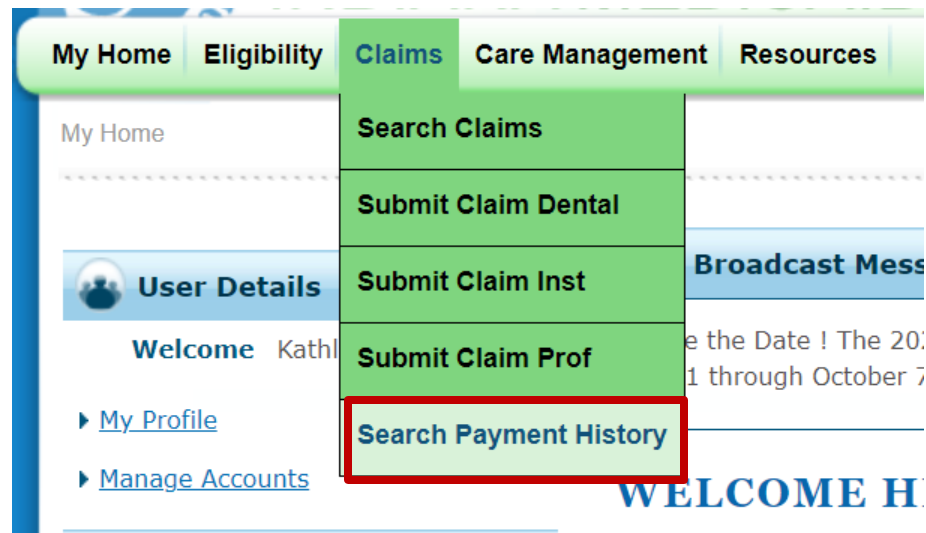 My Home Eligibility Claims Care Management Resources
My Home
Search Claims
Submit Claim Dental
Submit Claim Inst
Submit Claim Prof
Search Payment History
User Details
Welcome Kathl
My Profile
Manage Accounts
Broadcast Mess
e the Date ! The 202
1 through October 7
WELCOME H